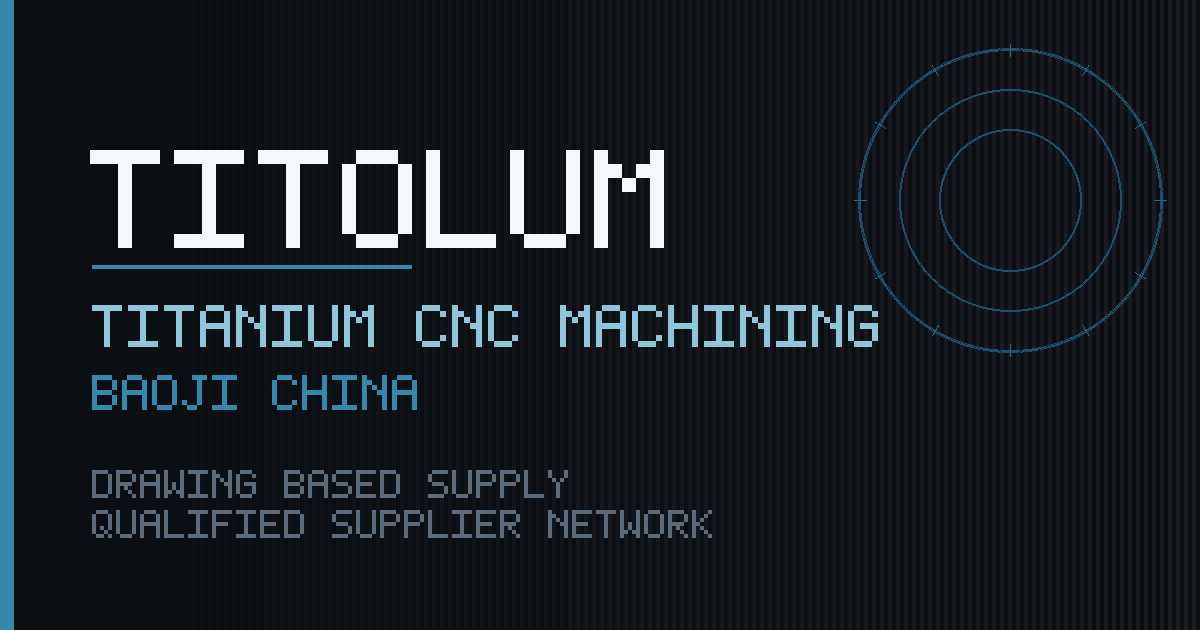 TITOLUM
TITANIUM CNC MACHINING
BAOJI CHINA
DRAWING BASED SUPPLY
QUALIFIED SUPPLIER NETWORK